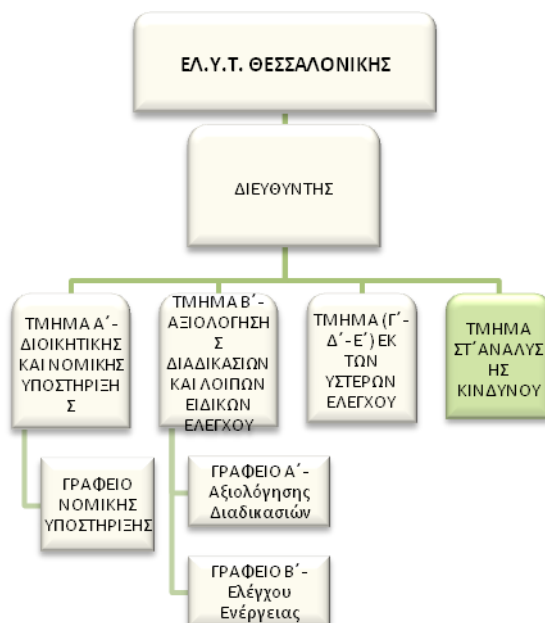 ΕΛ.Υ.Τ. ΘΕΣΣΑΛΟΝΙΚΗΣ
ΔΙΕΥΘΥΝΤΗΣ
ΤΜΗΜΑ Α΄-
ΔΙΟΙΚΗΤΙΚΗΣ
ΚΑΙ ΝΟΜΙΚΗΣ
ΥΠΟΣΤΗΡΙΞΗ
Σ
ΤΜΗΜΑ Β΄-
ΑΞΙΟΛΟΓΗΣΗ
Σ
ΔΙΑΔΙΚΑΣΙΩΝ
ΚΑΙ ΛΟΙΠΩΝ
ΕΙΔΙΚΩΝ
ΕΛΕΓΧΟΥ
ΤΜΗΜΑ (Γ΄-
Δ΄-Ε΄) ΕΚ
ΤΩΝ
ΥΣΤΕΡΩΝ
ΕΛΕΓΧΟΥ
ΤΜΗΜΑ
ΣΤ΄ΑΝΑΛΥΣ
ΗΣ
ΚΙΝΔΥΝΟΥ
ΓΡΑΦΕΙΟ
ΝΟΜΙΚΗΣ
ΥΠΟΣΤΗΡΙΞΗΣ
ΓΡΑΦΕΙΟ Α΄-
Αξιολόγησης
Διαδικασιών
ΓΡΑΦΕΙΟ Β΄-
Ελέγχου
Ενέργειας